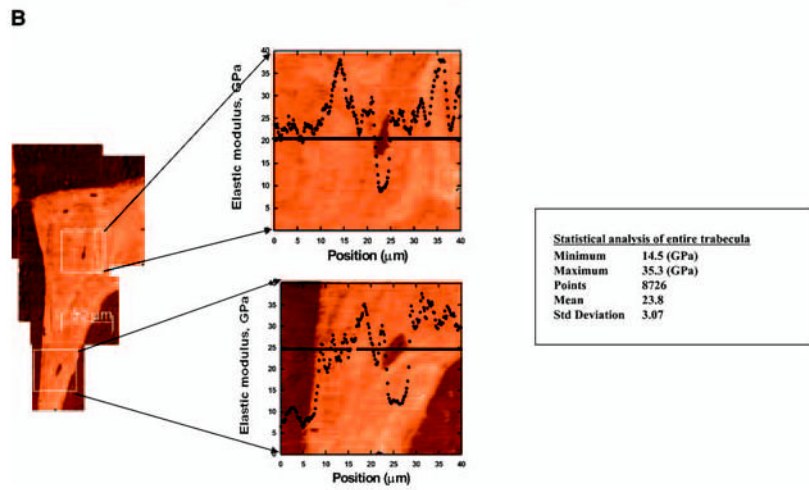 B
Elastic modulus, GPa
40
35
30
25
20
15
10
5
0
0 5 10 15 20 25 30 35 40
Position (μm)
50 μm
Elastic modulus, GPa
40
35
30
25
20
15
10
5
0
0 5 10 15 20 25 30 35 40
Position (μm)
Statistical analysis of entire trabecula
Minimum 14.5 (GPa)
Maximum 35.3 (GPa)
Points 8726
Mean 23.8
Std Deviation 3.07